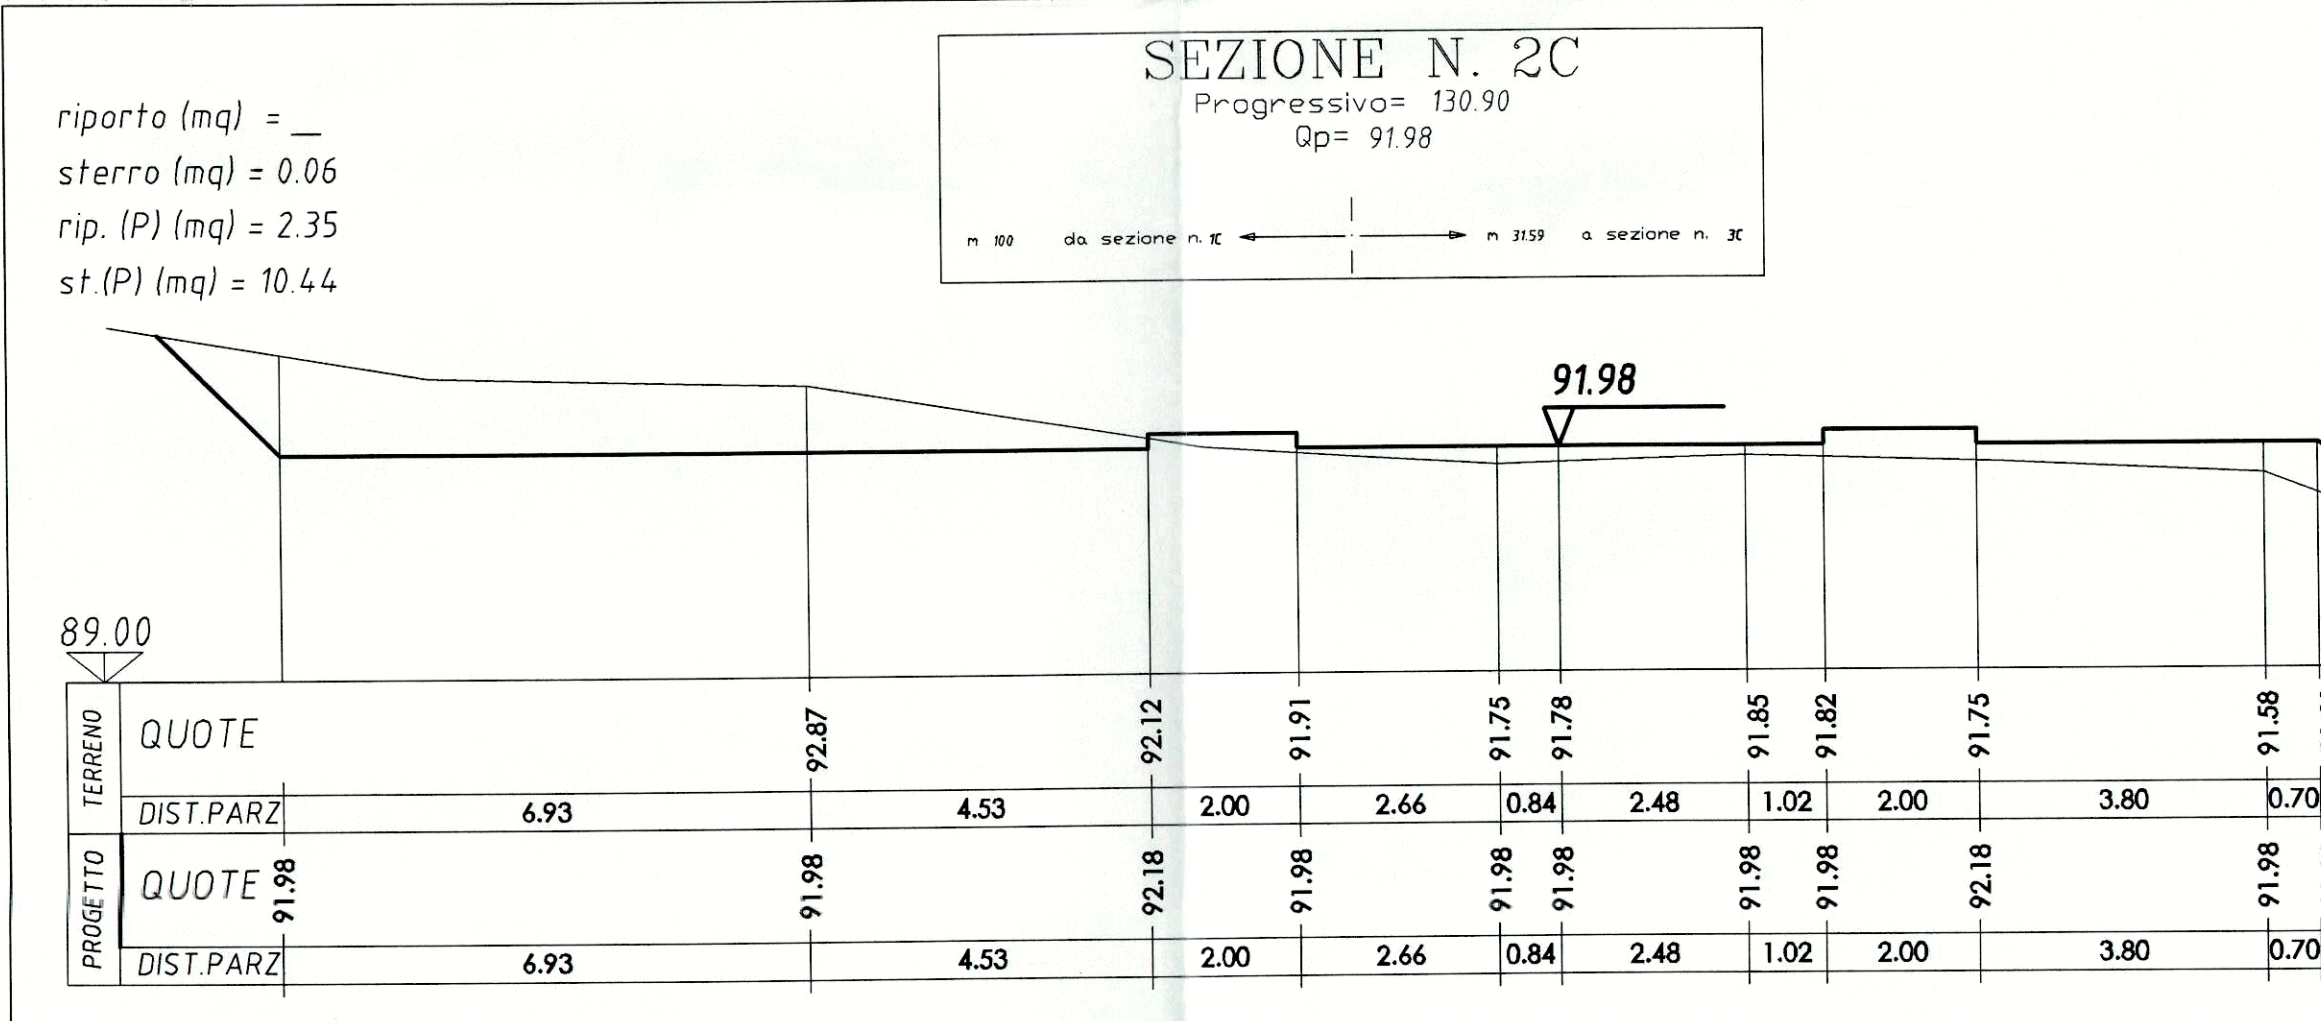 SEZIONE N. 2C
Progressivo= 130.90
Qp= 91.98
m 100 da sezione n. 1C m 31.59 a sezione n. 3C
riporto (mq) = __
sterro (mq) = 0.06
rip. (P) (mq) = 2.35
st.(P) (mq) = 10.44
91.98
89.00
TERRENO
QUOTE 92.87 92.12 91.91 91.75 91.78 91.85 91.82 91.75 91.58
DIST.PARZ 6.93 4.53 2.00 2.66 0.84 2.48 1.02 2.00 3.80 0.70
PROGETTO
QUOTE 91.98 91.98 92.18 91.98 91.98 91.98 91.98 91.98 92.18 91.98
DIST.PARZ 6.93 4.53 2.00 2.66 0.84 2.48 1.02 2.00 3.80 0.70